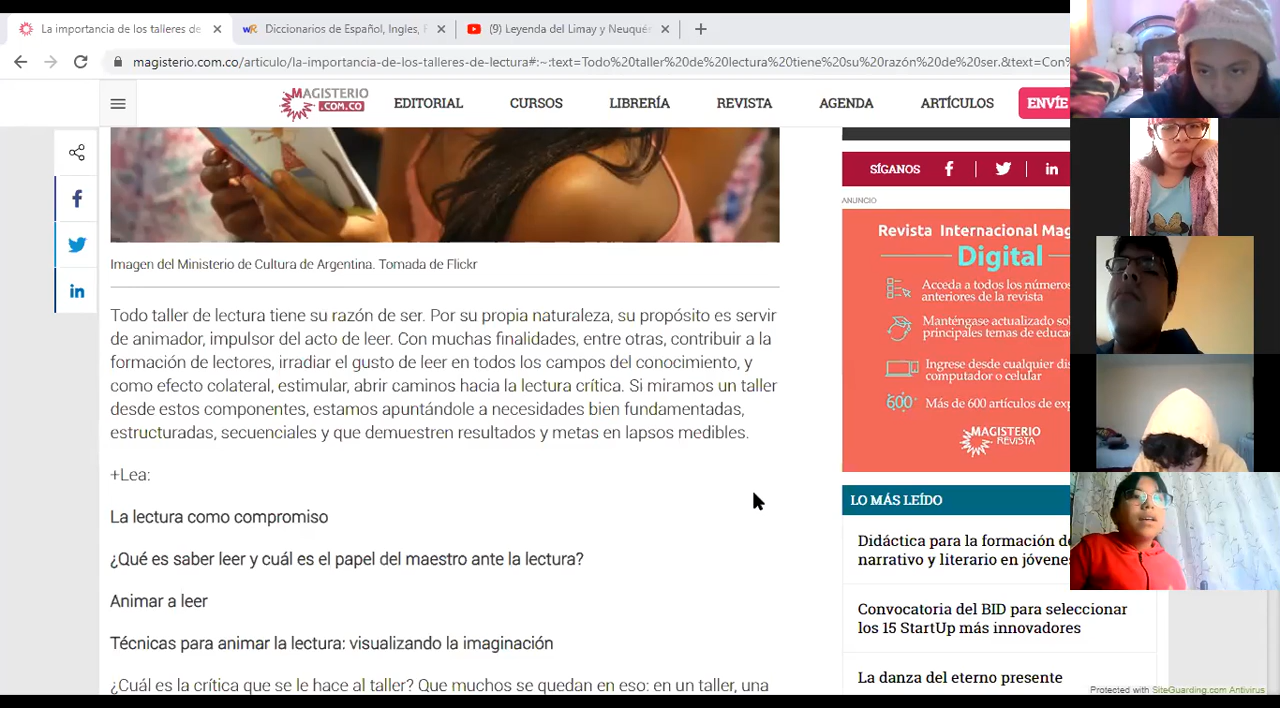 La importancia de los talleres de
Diccionarios de Español, Ingles, F
(9) Leyenda del Limay y Neuqué
magisterio.com.co/articulo/la-importancia-de-los-talleres-de-lectura#:~:text=Todo%20taller%20de%20lectura%20tiene%20su%20razón%20de%20ser.&text=Con%
MAGISTERIO
.COM.CO
EDITORIAL
CURSOS
LIBRERÍA
REVISTA
AGENDA
ARTÍCULOS
ENVÍE
SÍGANOS
ANUNCIO
Revista Internacional Mag
Digital
Acceda a todos los números
anteriores de la revista
Manténgase actualizado so
principales temas de educa
Ingrese desde cualquier dis
computador o celular
600+ Más de 600 artículos de exp
MAGISTERIO
REVISTA
Imagen del Ministerio de Cultura de Argentina. Tomada de Flickr
Todo taller de lectura tiene su razón de ser. Por su propia naturaleza, su propósito es servir
de animador, impulsor delacto de leer. Con muchas finalidades, entre otras, contribuir a la
formación de lectores, irradiar el gusto de leer en todos los campos del conocimiento, y
como efecto colateral, estimular, abrir caminos hacia la lectura crítica. Si miramos un taller
desde estos componentes, estamos apuntándole a necesidades bien fundamentadas,
estructuradas, secuenciales y que demuestren resultados y metas en lapsos medibles.
+Lea:
La lectura como compromiso
¿Qué es saber leer y cuál es el papel del maestro ante la lectura?
Animar a leer
Técnicas para animar la lectura: visualizando la imaginación
¿Cuál es la crítica que se le hace al taller? Que muchos se quedan en eso: en un taller, una
LO MÁS LEÍDO
Didáctica para la formación de
narrativo y literario en jóvenes
Convocatoria del BID para seleccionar
los 15 StartUp más innovadores
La danza del eterno presente
Protected with SiteGuarding.com Antivirus